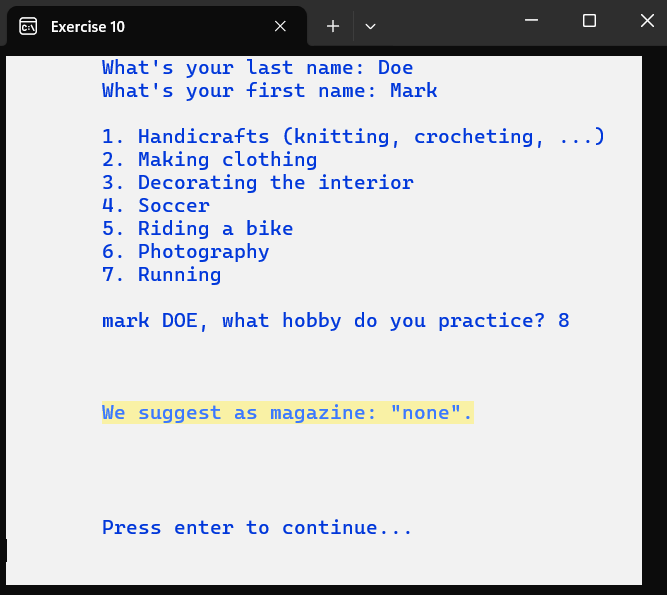 Exercise 10
What's your last name: Doe
What's your first name: Mark
1. Handicrafts (knitting, crocheting, ...)
2. Making clothing
3. Decorating the interior
4. Soccer
5. Riding a bike
6. Photography
7. Running
mark DOE, what hobby do you practice? 8
We suggest as magazine: "none".
Press enter to continue...